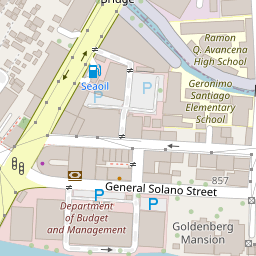 Bridge
Ramon
Q. Avancena
High School
Seaoil
P
P
Geronimo
Santiago
Elementary
School
857
General Solano Street
P
P
Department
of Budget
and Management
Goldenberg
Mansion